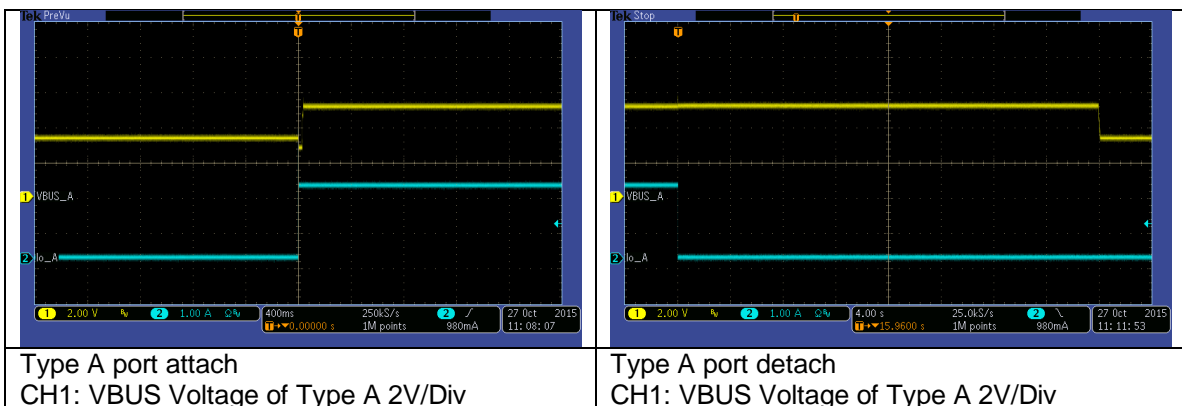 Tek PreVu
T
T
1 VBUS_A
2 Io_A
1 2.00 V 2 1.00 A Ω
400ms
T→▼0.00000 s
250kS/s
1M points
2
980mA
27 Oct 2015
11:08:07
Type A port attach
CH1: VBUS Voltage of Type A 2V/Div
Tek Stop
T
T
1 VBUS_A
2 Io_A
1 2.00 V 2 1.00 A Ω
4.00 s
T→▼15.9600 s
25.0kS/s
1M points
2
980mA
27 Oct 2015
11:11:53
Type A port detach
CH1: VBUS Voltage of Type A 2V/Div